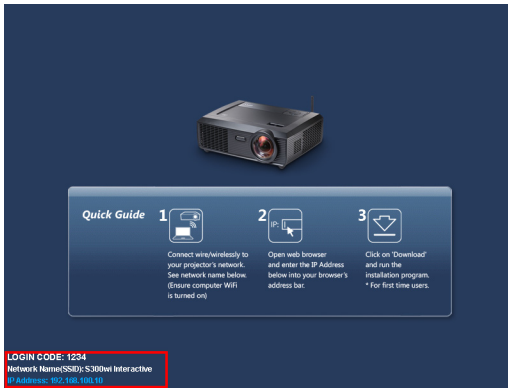 Quick Guide
1
IP:
2
3
Connect wire/wirelessly to
your projector's network.
See network name below.
(Ensure computer WiFi
is turned on)
Open web browser
and enter the IP Address
below into your browser's
address bar.
Click on 'Download'
and run the
installation program.
* For first time users.
LOGIN CODE: 1234
Network Name(SSID): S300wi Interactive
IP Address: 192.168.100.10